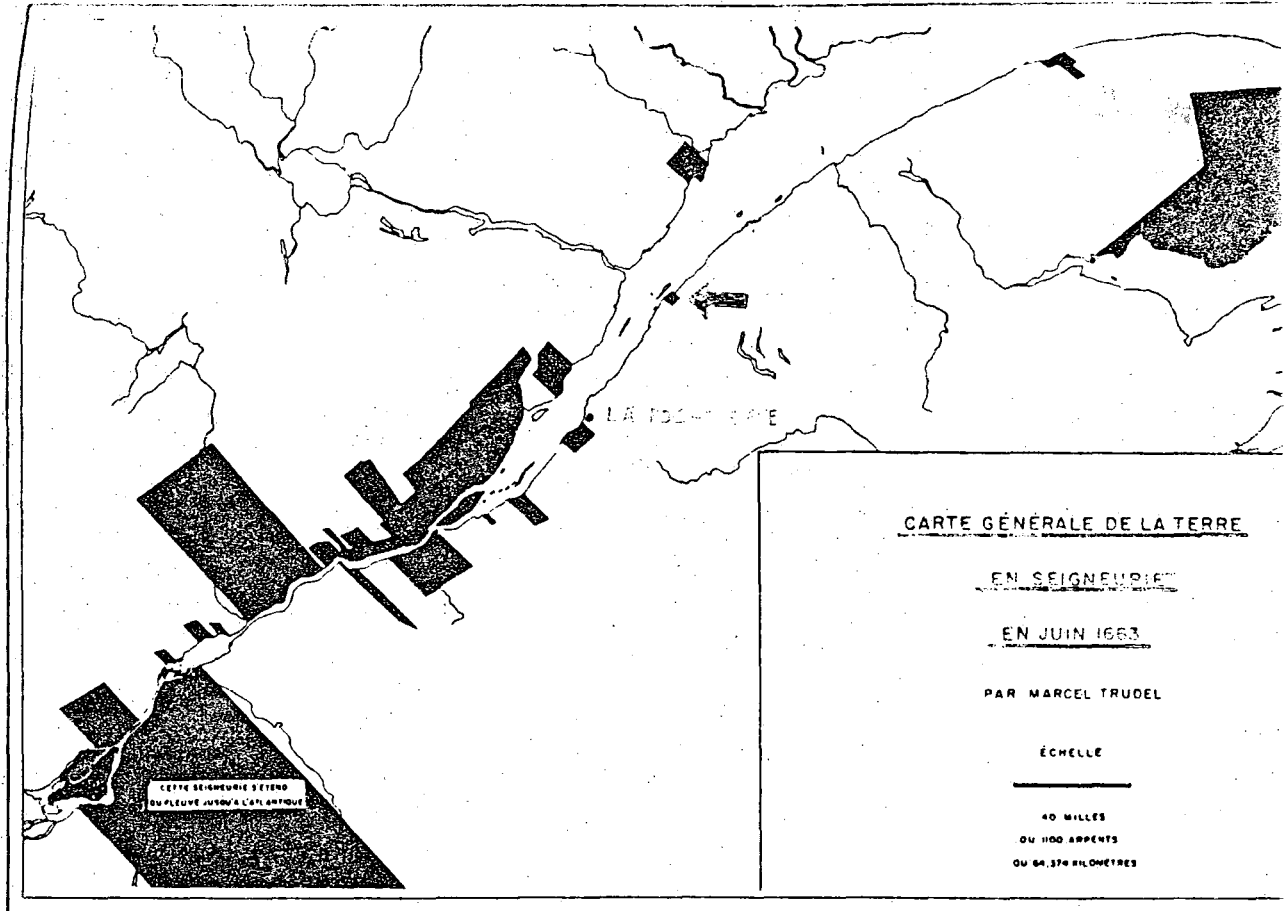 LA
CARTE GÉNÉRALE DE LA TERRE
EN SEIGNEURIE
EN JUIN 1663
PAR MARCEL TRUDEL
ÉCHELLE
40 MILLES
OU 1100 ARPENTS
OU 64,374 KILOMÈTRES
CETTE SEIGNEURIE S'ÉTEND
DU FLEUVE JUSQU'À L'ATLANTIQUE